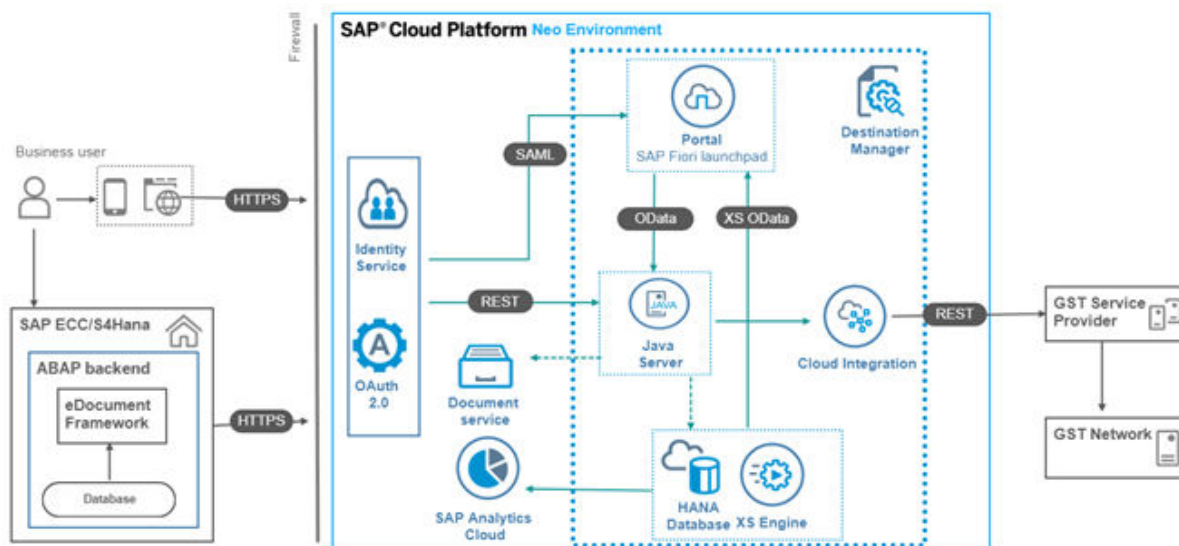 Firewall
SAP® Cloud Platform Neo Environment
Business user
HTTPS
SAML
Portal
SAP Fiori launchpad
Destination
Manager
OData
XS OData
Identity
Service
REST
OAuth
2.0
JAVA
Java
Server
Cloud Integration
REST
GST Service
Provider
GST Network
SAP ECC/S4Hana
ABAP backend
eDocument
Framework
Database
HTTPS
Document
service
SAP Analytics
Cloud
HANA
Database
XS Engine
A